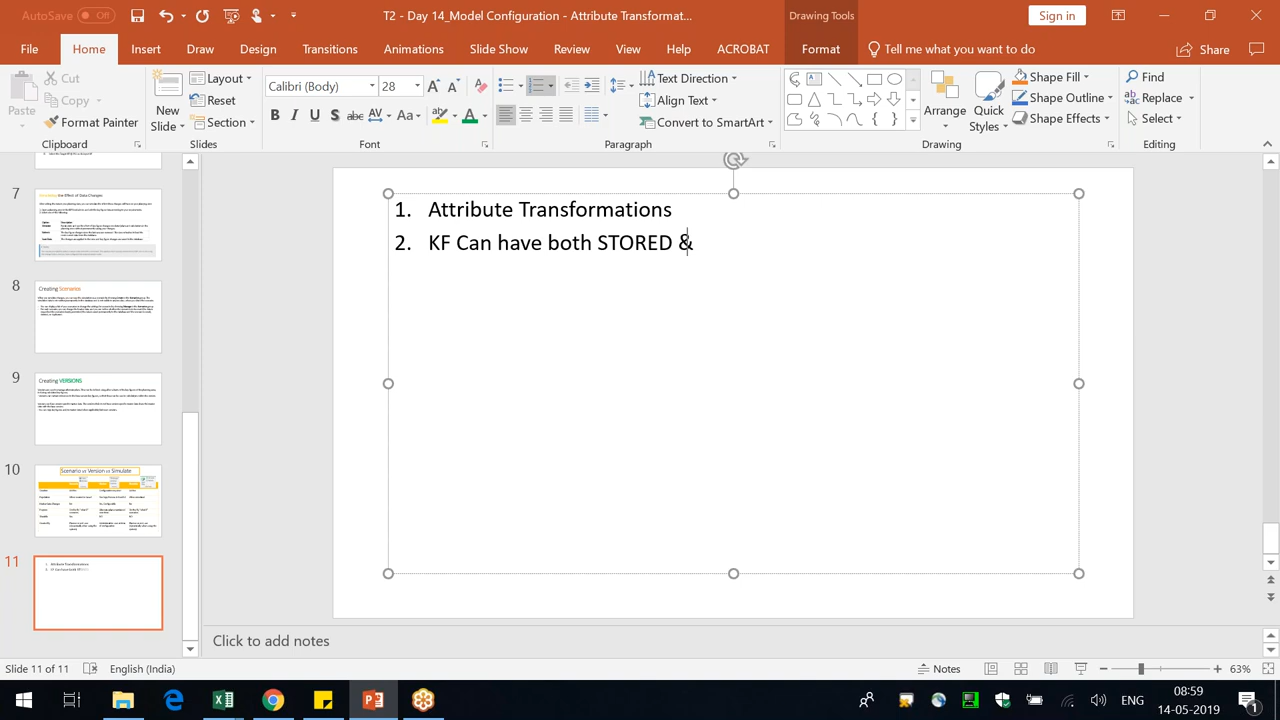 AutoSave Off
T2 - Day 14_Model Configuration - Attribute Transformat...
Drawing Tools
Sign in
File Home Insert Draw Design Transitions Animations Slide Show Review View Help ACROBAT Format Tell me what you want to do Share
Paste
Cut
Copy
Format Painter
Clipboard
New Slide
Layout
Reset
Section
Slides
Calibri (Body) 28
Font
Text Direction
Align Text
Convert to SmartArt
Paragraph
Arrange
Quick Styles
Shape Fill
Shape Outline
Shape Effects
Drawing
Find
Replace
Select
Editing
7
8
Creating Scenarios
9
Creating VERSIONS
10
Scenario vs Version vs Simulate
11
1. Attribute Transformations
2. KF Can have both STORED &
Click to add notes
Slide 11 of 11
English (India)
Notes
63%
ENG
08:59
14-05-2019
1